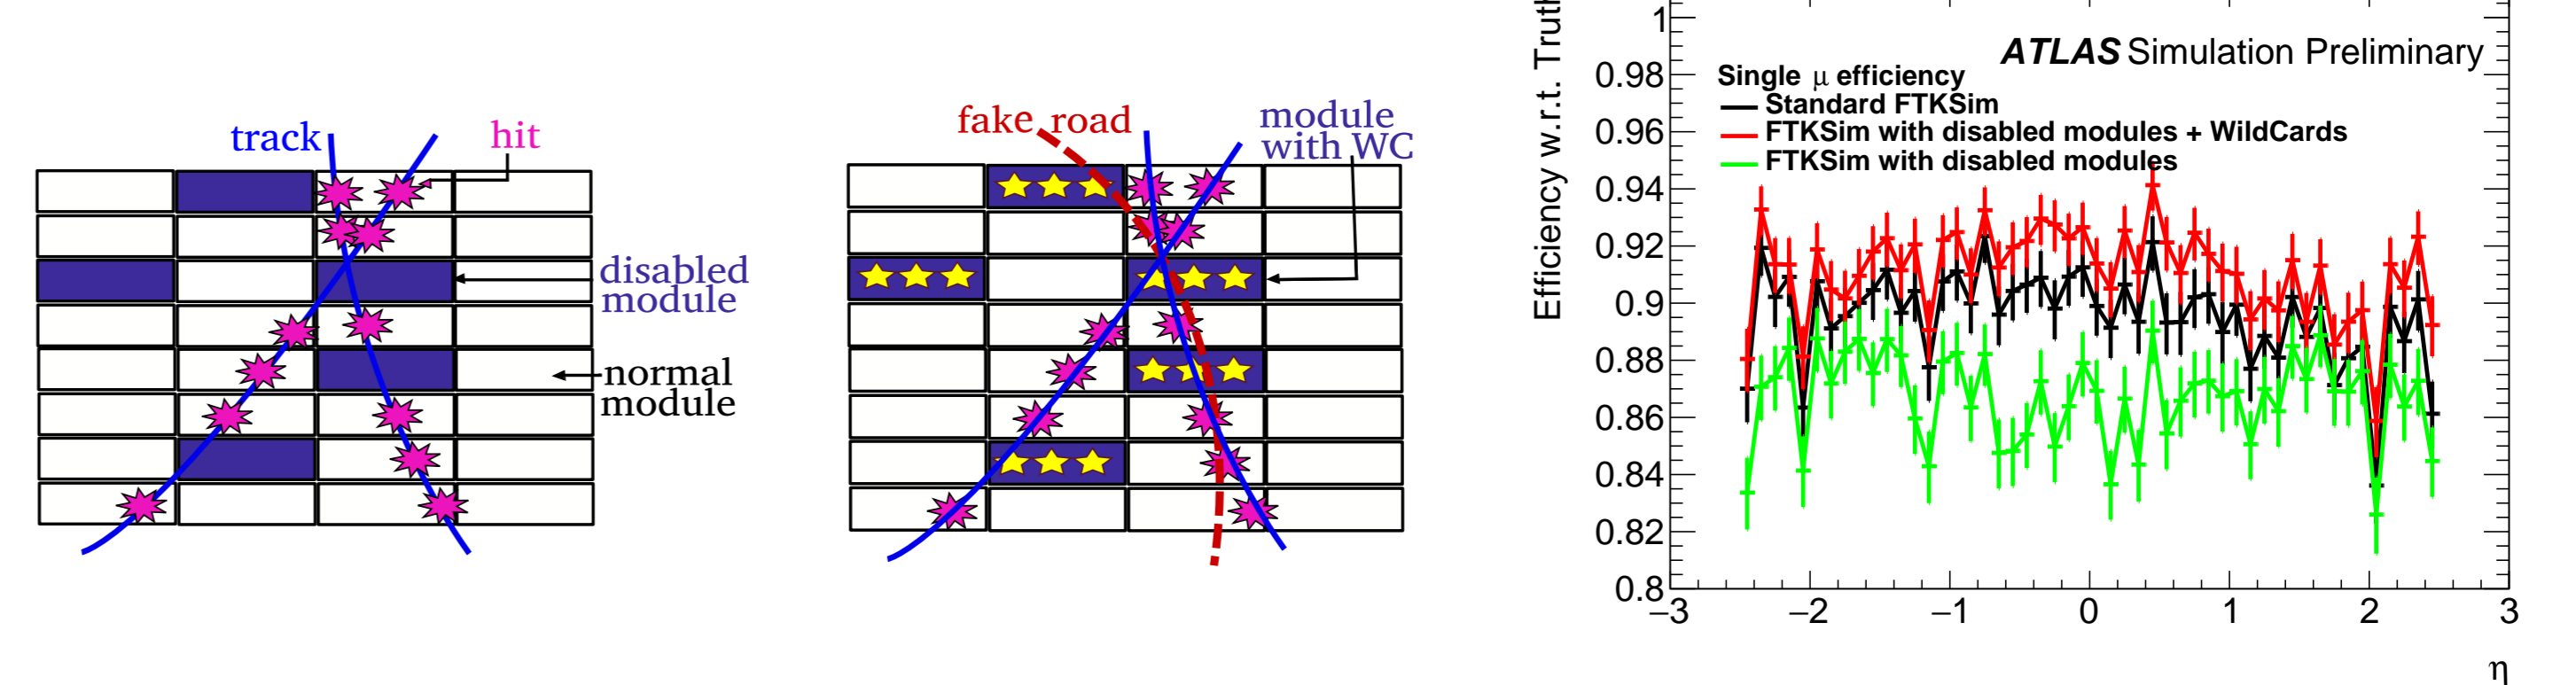 track
hit
disabled
module
normal
module
fake road
module
with WC
Efficiency w.r.t. Truth
ATLAS Simulation Preliminary
Single μ efficiency
Standard FTKSim
FTKSim with disabled modules + WildCards
FTKSim with disabled modules
1
0.98
0.96
0.94
0.92
0.9
0.88
0.86
0.84
0.82
0.8
−3 −2 −1 0 1 2 3
η